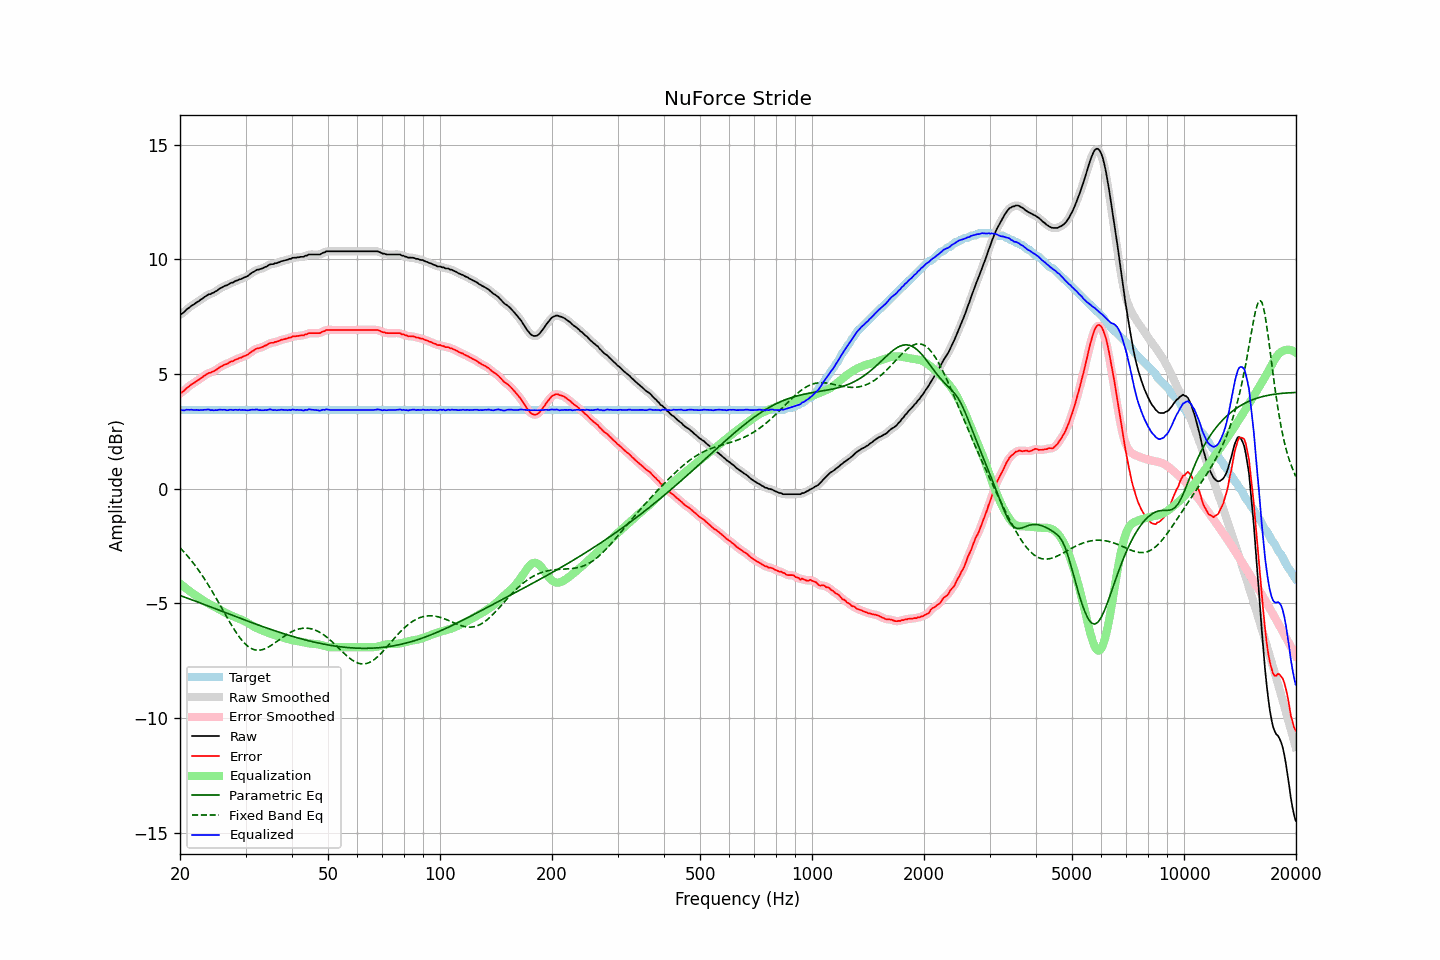 NuForce Stride
Amplitude (dBr)
15
10
5
0
−5
−10
−15
Target
Raw Smoothed
Error Smoothed
Raw
Error
Equalization
Parametric Eq
Fixed Band Eq
Equalized
20 50 100 200 500 1000 2000 5000 10000 20000
Frequency (Hz)